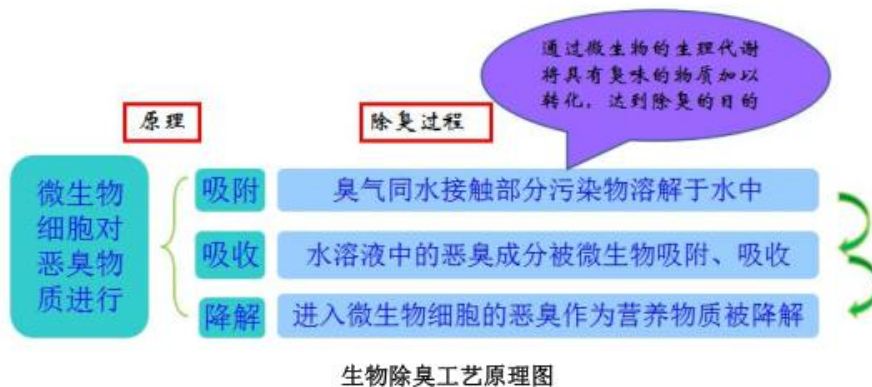 通过微生物的生理代谢
将具有臭味的物质加以
转化，达到除臭的目的
原理
除臭过程
微生物
细胞对
恶臭物
质进行
吸附
臭气同水接触部分污染物溶解于水中
吸收
水溶液中的恶臭成分被微生物吸附、吸收
降解
进入微生物细胞的恶臭作为营养物质被降解
生物除臭工艺原理图